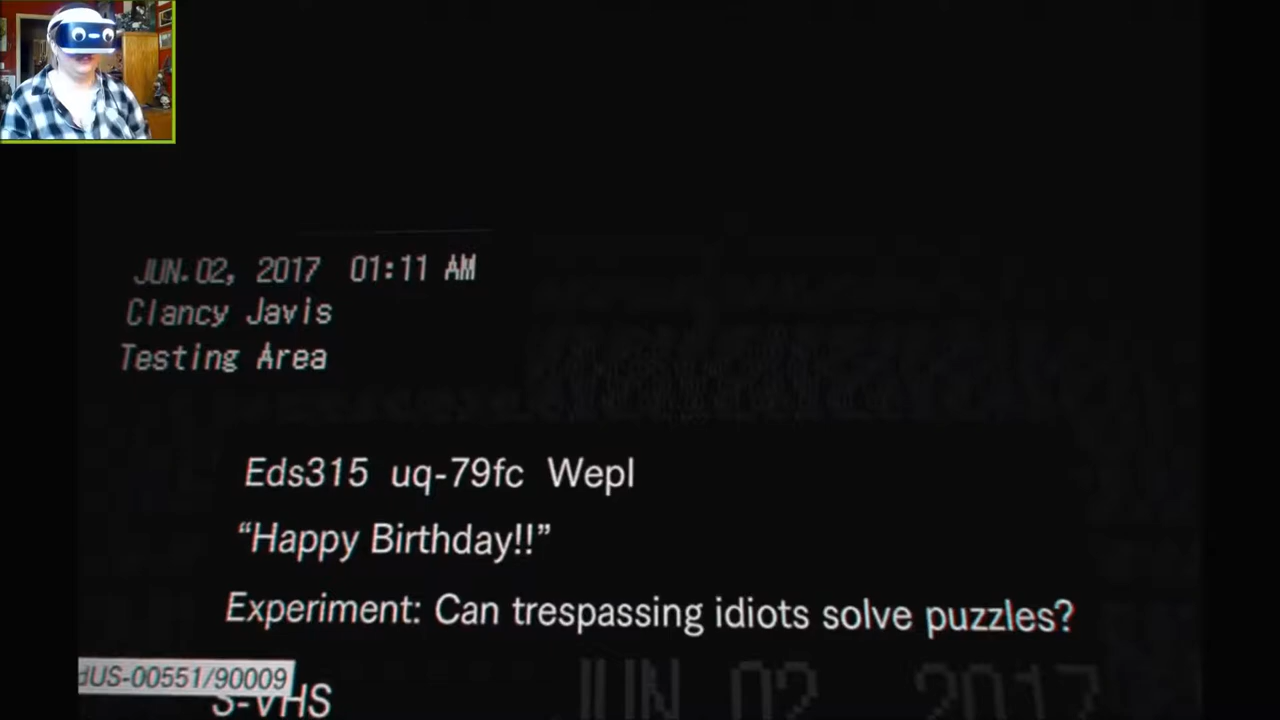 JUN.02, 2017 01:11 AM
Clancy Javis
Testing Area
Eds315 uq-79fc Wepl
“Happy Birthday!!”
Experiment: Can trespassing idiots solve puzzles?
dUS-00551/90009
S-VHS
JUN 02 2017